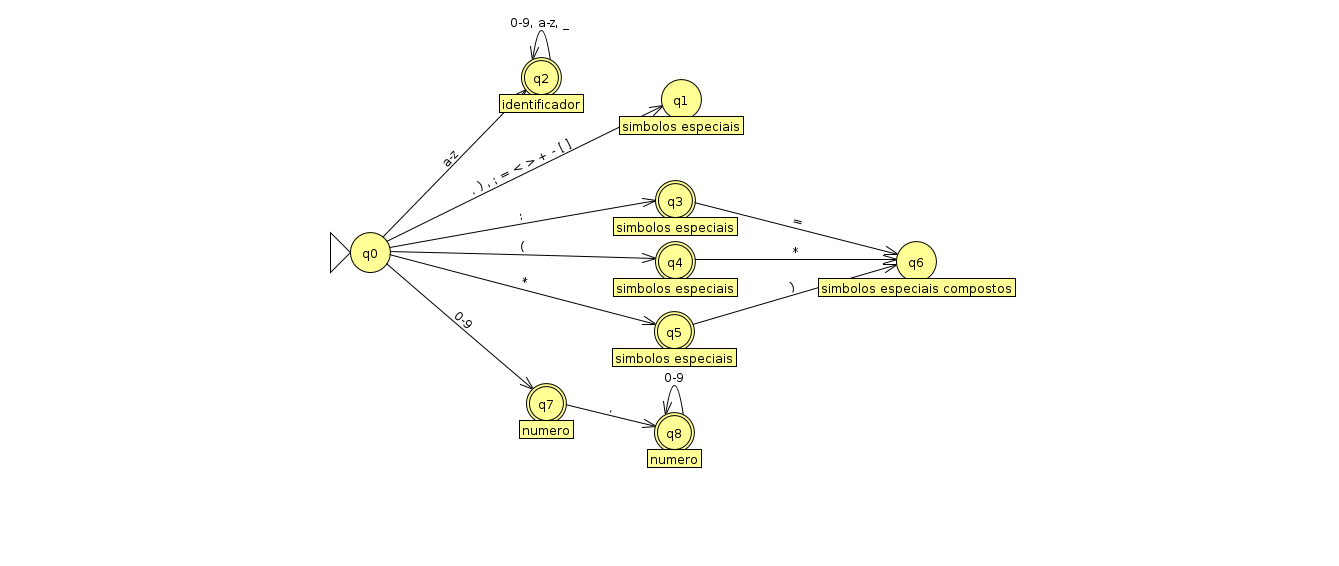 0-9, a-z, _
q2
identificador
q1
simbolos especiais
a-z
. ) , ; = < > + - [ ]
q3
simbolos especiais
:
=
q0
(
q4
simbolos especiais
*
q6
simbolos especiais compostos
*
q5
simbolos especiais
)
0-9
q7
numero
.
0-9
q8
numero